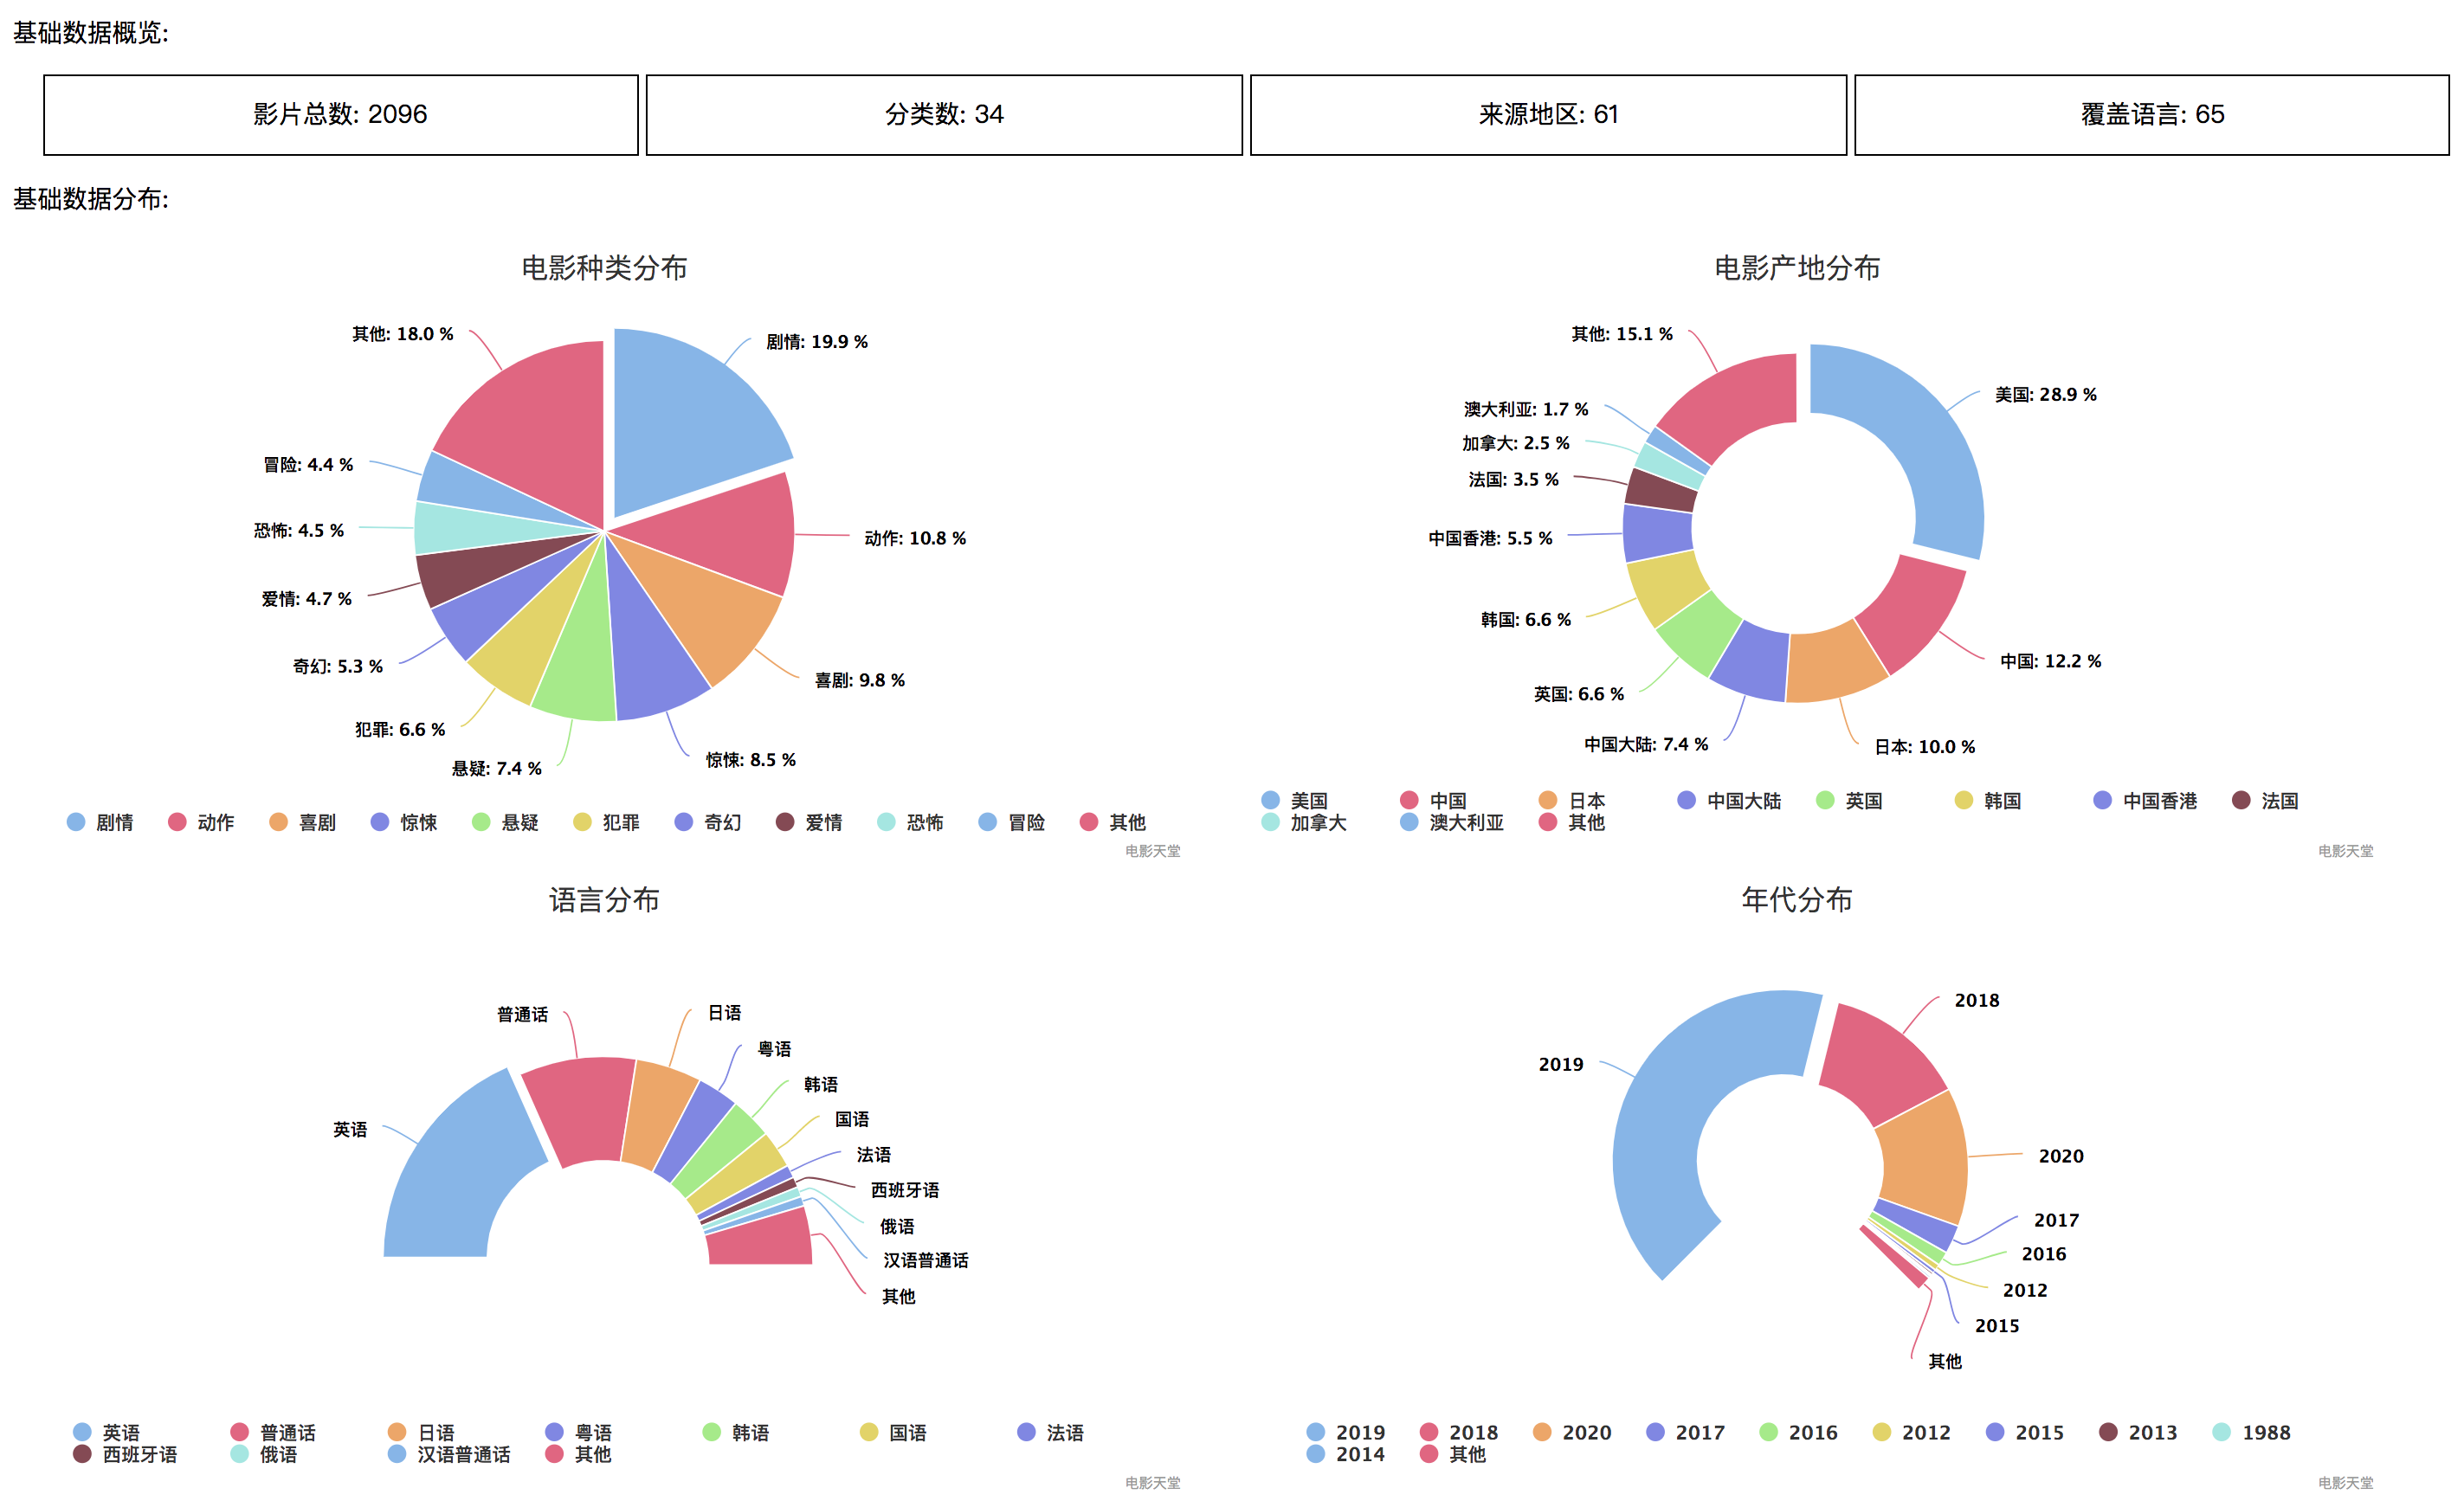 基础数据概览:
影片总数: 2096
分类数: 34
来源地区: 61
覆盖语言: 65
基础数据分布:
电影种类分布
其他: 18.0 %
剧情: 19.9 %
冒险: 4.4 %
恐怖: 4.5 %
动作: 10.8 %
爱情: 4.7 %
奇幻: 5.3 %
喜剧: 9.8 %
犯罪: 6.6 %
悬疑: 7.4 %
惊悚: 8.5 %
剧情 动作 喜剧 惊悚 悬疑 犯罪 奇幻 爱情 恐怖 冒险 其他
电影天堂
电影产地分布
其他: 15.1 %
美国: 28.9 %
澳大利亚: 1.7 %
加拿大: 2.5 %
法国: 3.5 %
中国香港: 5.5 %
韩国: 6.6 %
中国: 12.2 %
英国: 6.6 %
中国大陆: 7.4 %
日本: 10.0 %
美国 中国 日本 中国大陆 英国 韩国 中国香港 法国
加拿大 澳大利亚 其他
电影天堂
语言分布
普通话
日语
粤语
韩语
国语
英语
法语
西班牙语
俄语
汉语普通话
其他
英语 普通话 日语 粤语 韩语 国语 法语
西班牙语 俄语 汉语普通话 其他
电影天堂
年代分布
2018
2019
2020
2017
2016
2012
2015
其他
2019 2018 2020 2017 2016 2012 2015 2013 1988
2014 其他
电影天堂